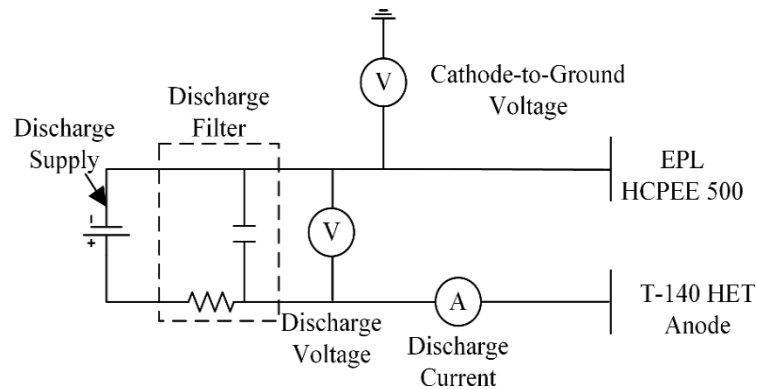 V
Cathode-to-Ground
Voltage
Discharge
Filter
Discharge
Supply
EPL
HCPEE 500
-
+
V
A
T-140 HET
Anode
Discharge
Voltage
Discharge
Current